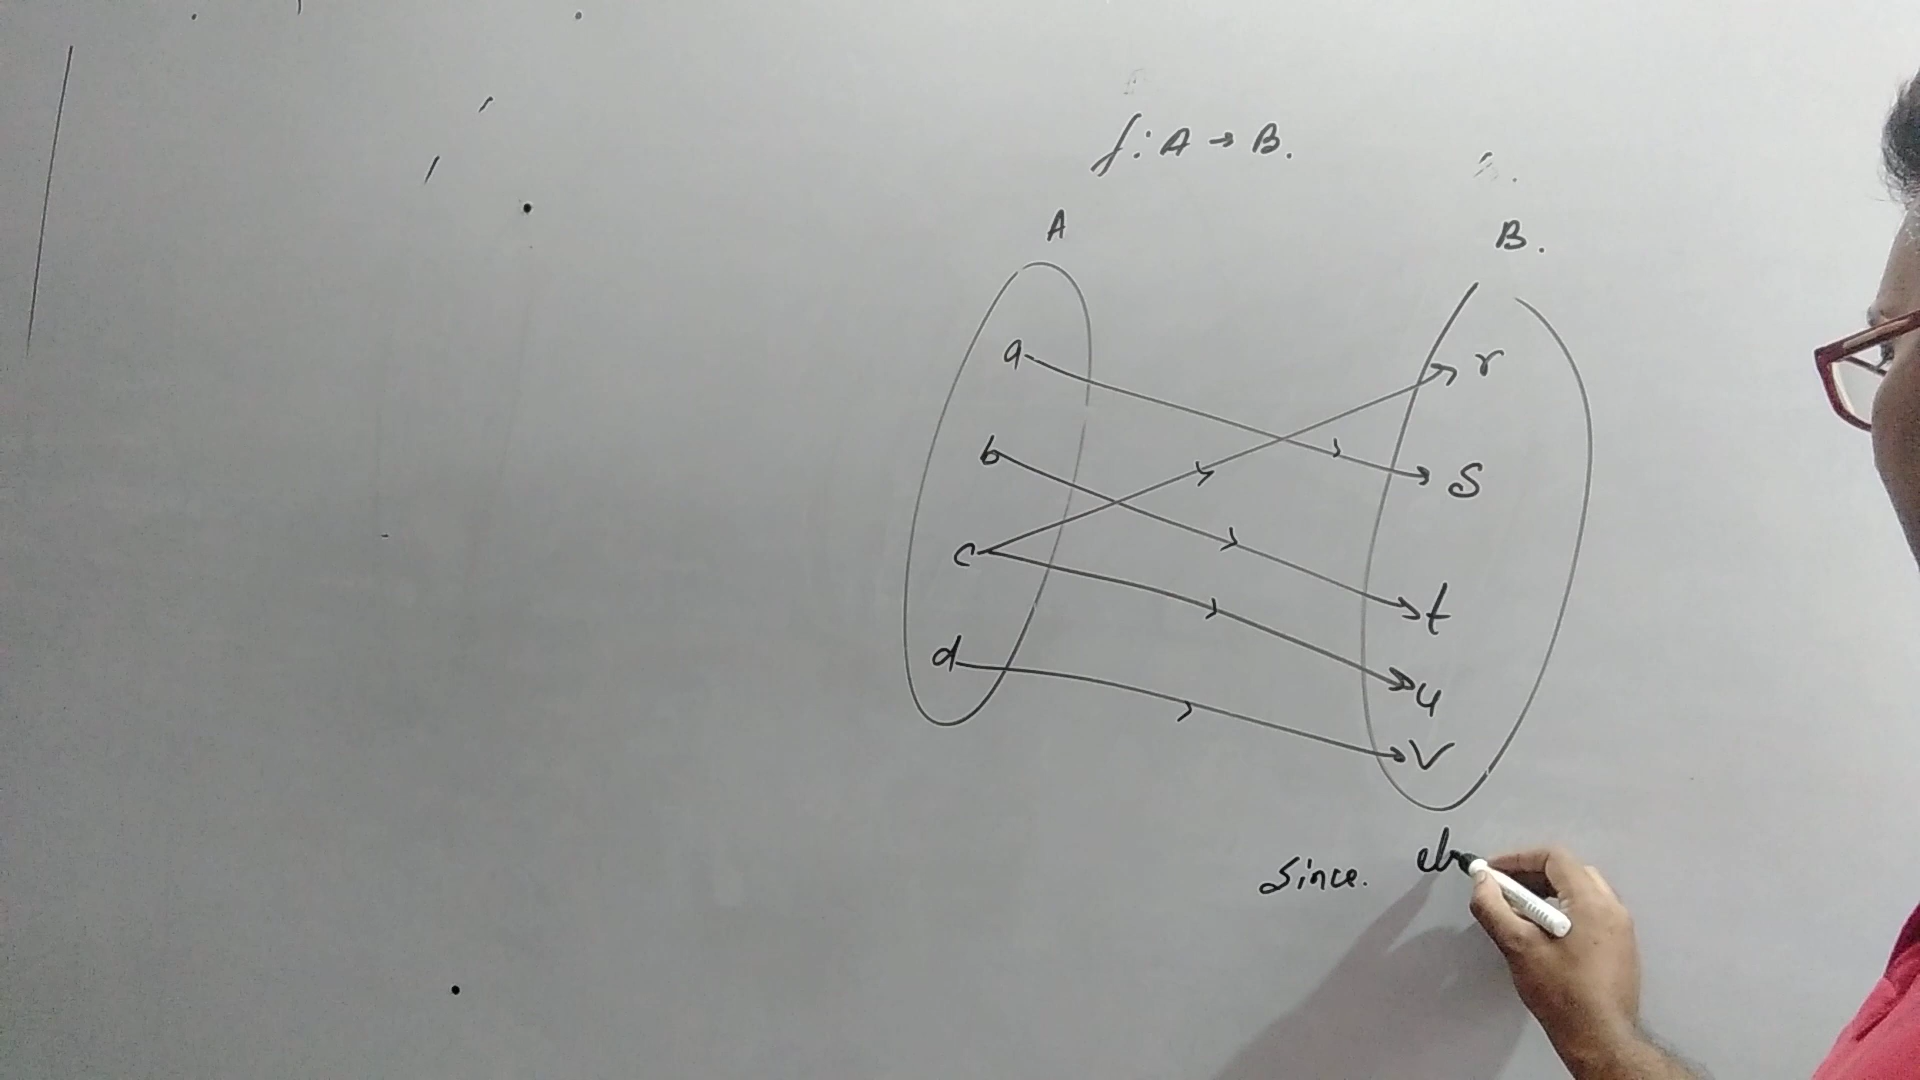 f: A → B.
A B.
a r
b s
c t
d u
v
Since.